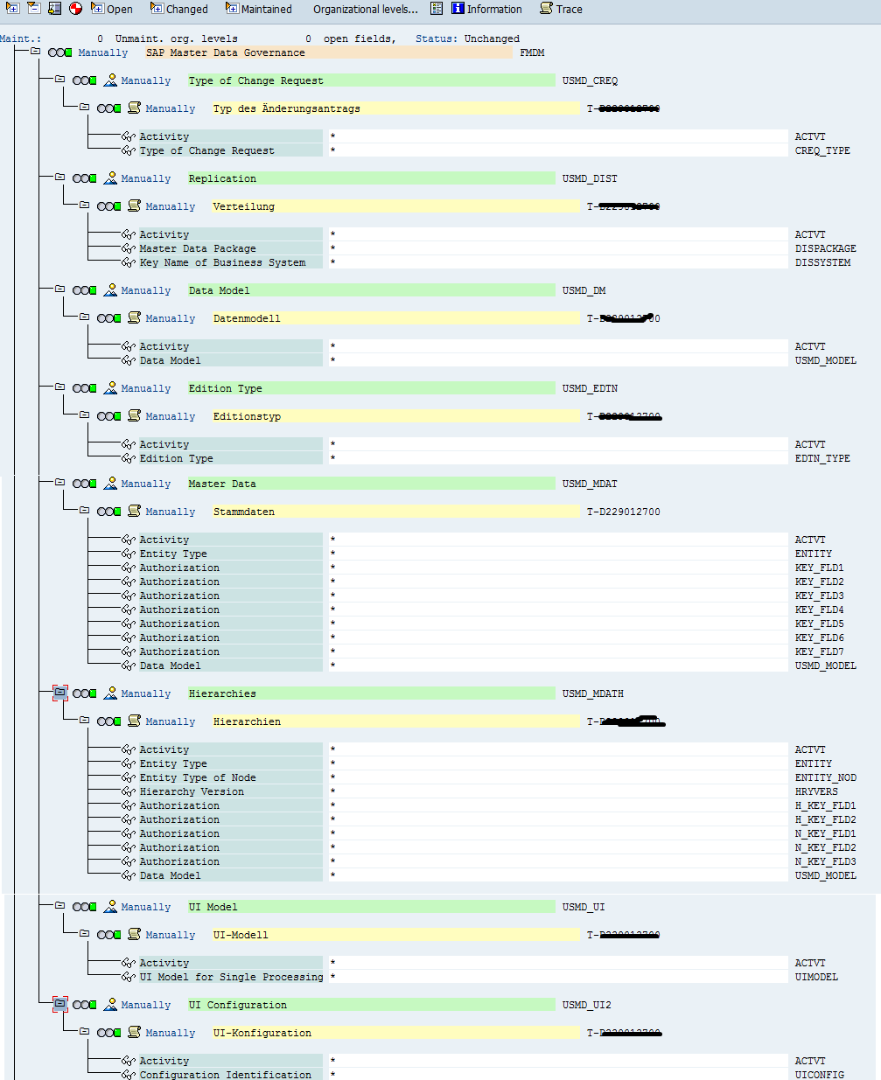 Open Changed Maintained Organizational levels... Information Trace
Maint.: 0 Unmaint. org. levels 0 open fields, Status: Unchanged
Manually SAP Master Data Governance FMDM
Manually Type of Change Request USMD_CREQ
Manually Typ des Änderungsantrags T-
Activity * ACTVT
Type of Change Request * CREQ_TYPE
Manually Replication USMD_DIST
Manually Verteilung T-
Activity * ACTVT
Master Data Package * DISPACKAGE
Key Name of Business System * DISSYSTEM
Manually Data Model USMD_DM
Manually Datenmodell T-
Activity * ACTVT
Data Model * USMD_MODEL
Manually Edition Type USMD_EDTN
Manually Editionstyp T-
Activity * ACTVT
Edition Type * EDTN_TYPE
Manually Master Data USMD_MDAT
Manually Stammdaten T-D229012700
Activity * ACTVT
Entity Type * ENTITY
Authorization * KEY_FLD1
Authorization * KEY_FLD2
Authorization * KEY_FLD3
Authorization * KEY_FLD4
Authorization * KEY_FLD5
Authorization * KEY_FLD6
Authorization * KEY_FLD7
Data Model * USMD_MODEL
Manually Hierarchies USMD_MDATH
Manually Hierarchien T-
Activity * ACTVT
Entity Type * ENTITY
Entity Type of Node * ENTITY_NOD
Hierarchy Version * HRYVERS
Authorization * H_KEY_FLD1
Authorization * H_KEY_FLD2
Authorization * N_KEY_FLD1
Authorization * N_KEY_FLD2
Authorization * N_KEY_FLD3
Data Model * USMD_MODEL
Manually UI Model USMD_UI
Manually UI-Modell T-
Activity * ACTVT
UI Model for Single Processing * UIMODEL
Manually UI Configuration USMD_UI2
Manually UI-Konfiguration T-
Activity * ACTVT
Configuration Identification * UICONFIG